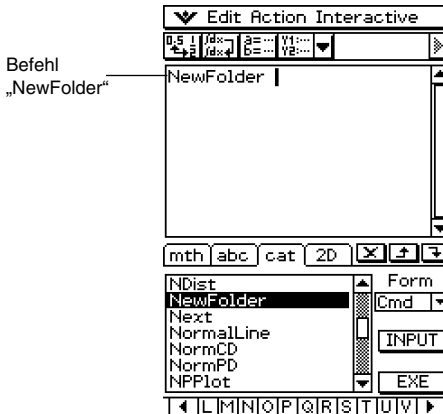 Edit Action Interactive
Befehl
„NewFolder“
NewFolder
mth abc cat 2D
NDist
NewFolder
Next
NormalLine
NormCD
NormPD
NPPlot
Form
Cmd
INPUT
EXE
L M N O P Q R S T U V